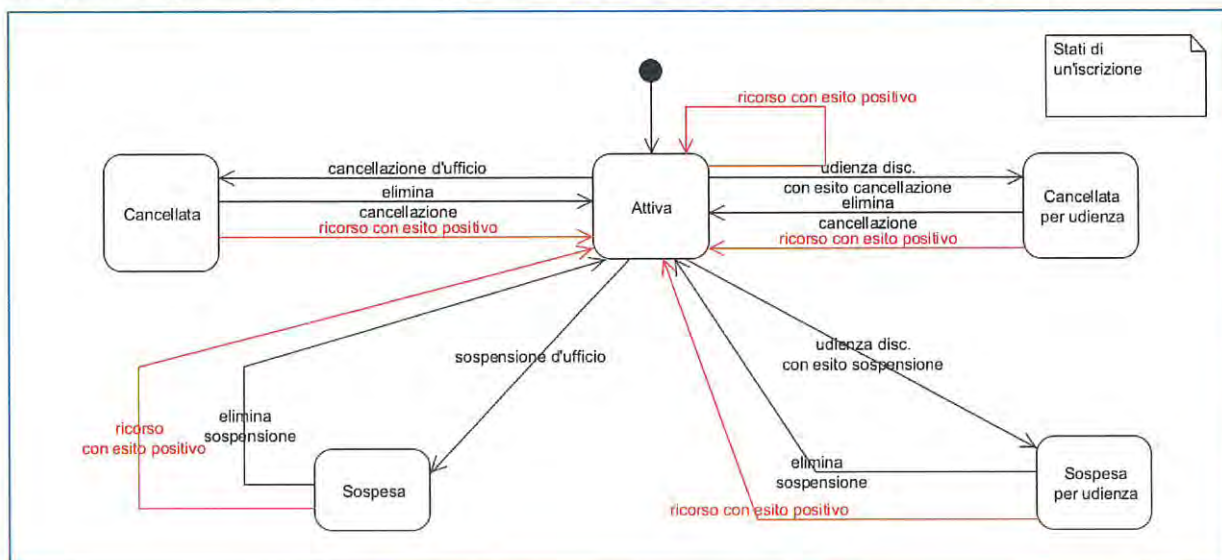 Stati di
un'iscrizione
ricorso con esito positivo
cancellazione d'ufficio
elimina
cancellazione
ricorso con esito positivo
Cancellata
Attiva
udienza disc.
con esito cancellazione
elimina
cancellazione
ricorso con esito positivo
Cancellata
per udienza
sospensione d'ufficio
udienza disc.
con esito sospensione
ricorso
con esito positivo
elimina
sospensione
Sospesa
elimina
sospensione
ricorso con esito positivo
Sospesa
per udienza